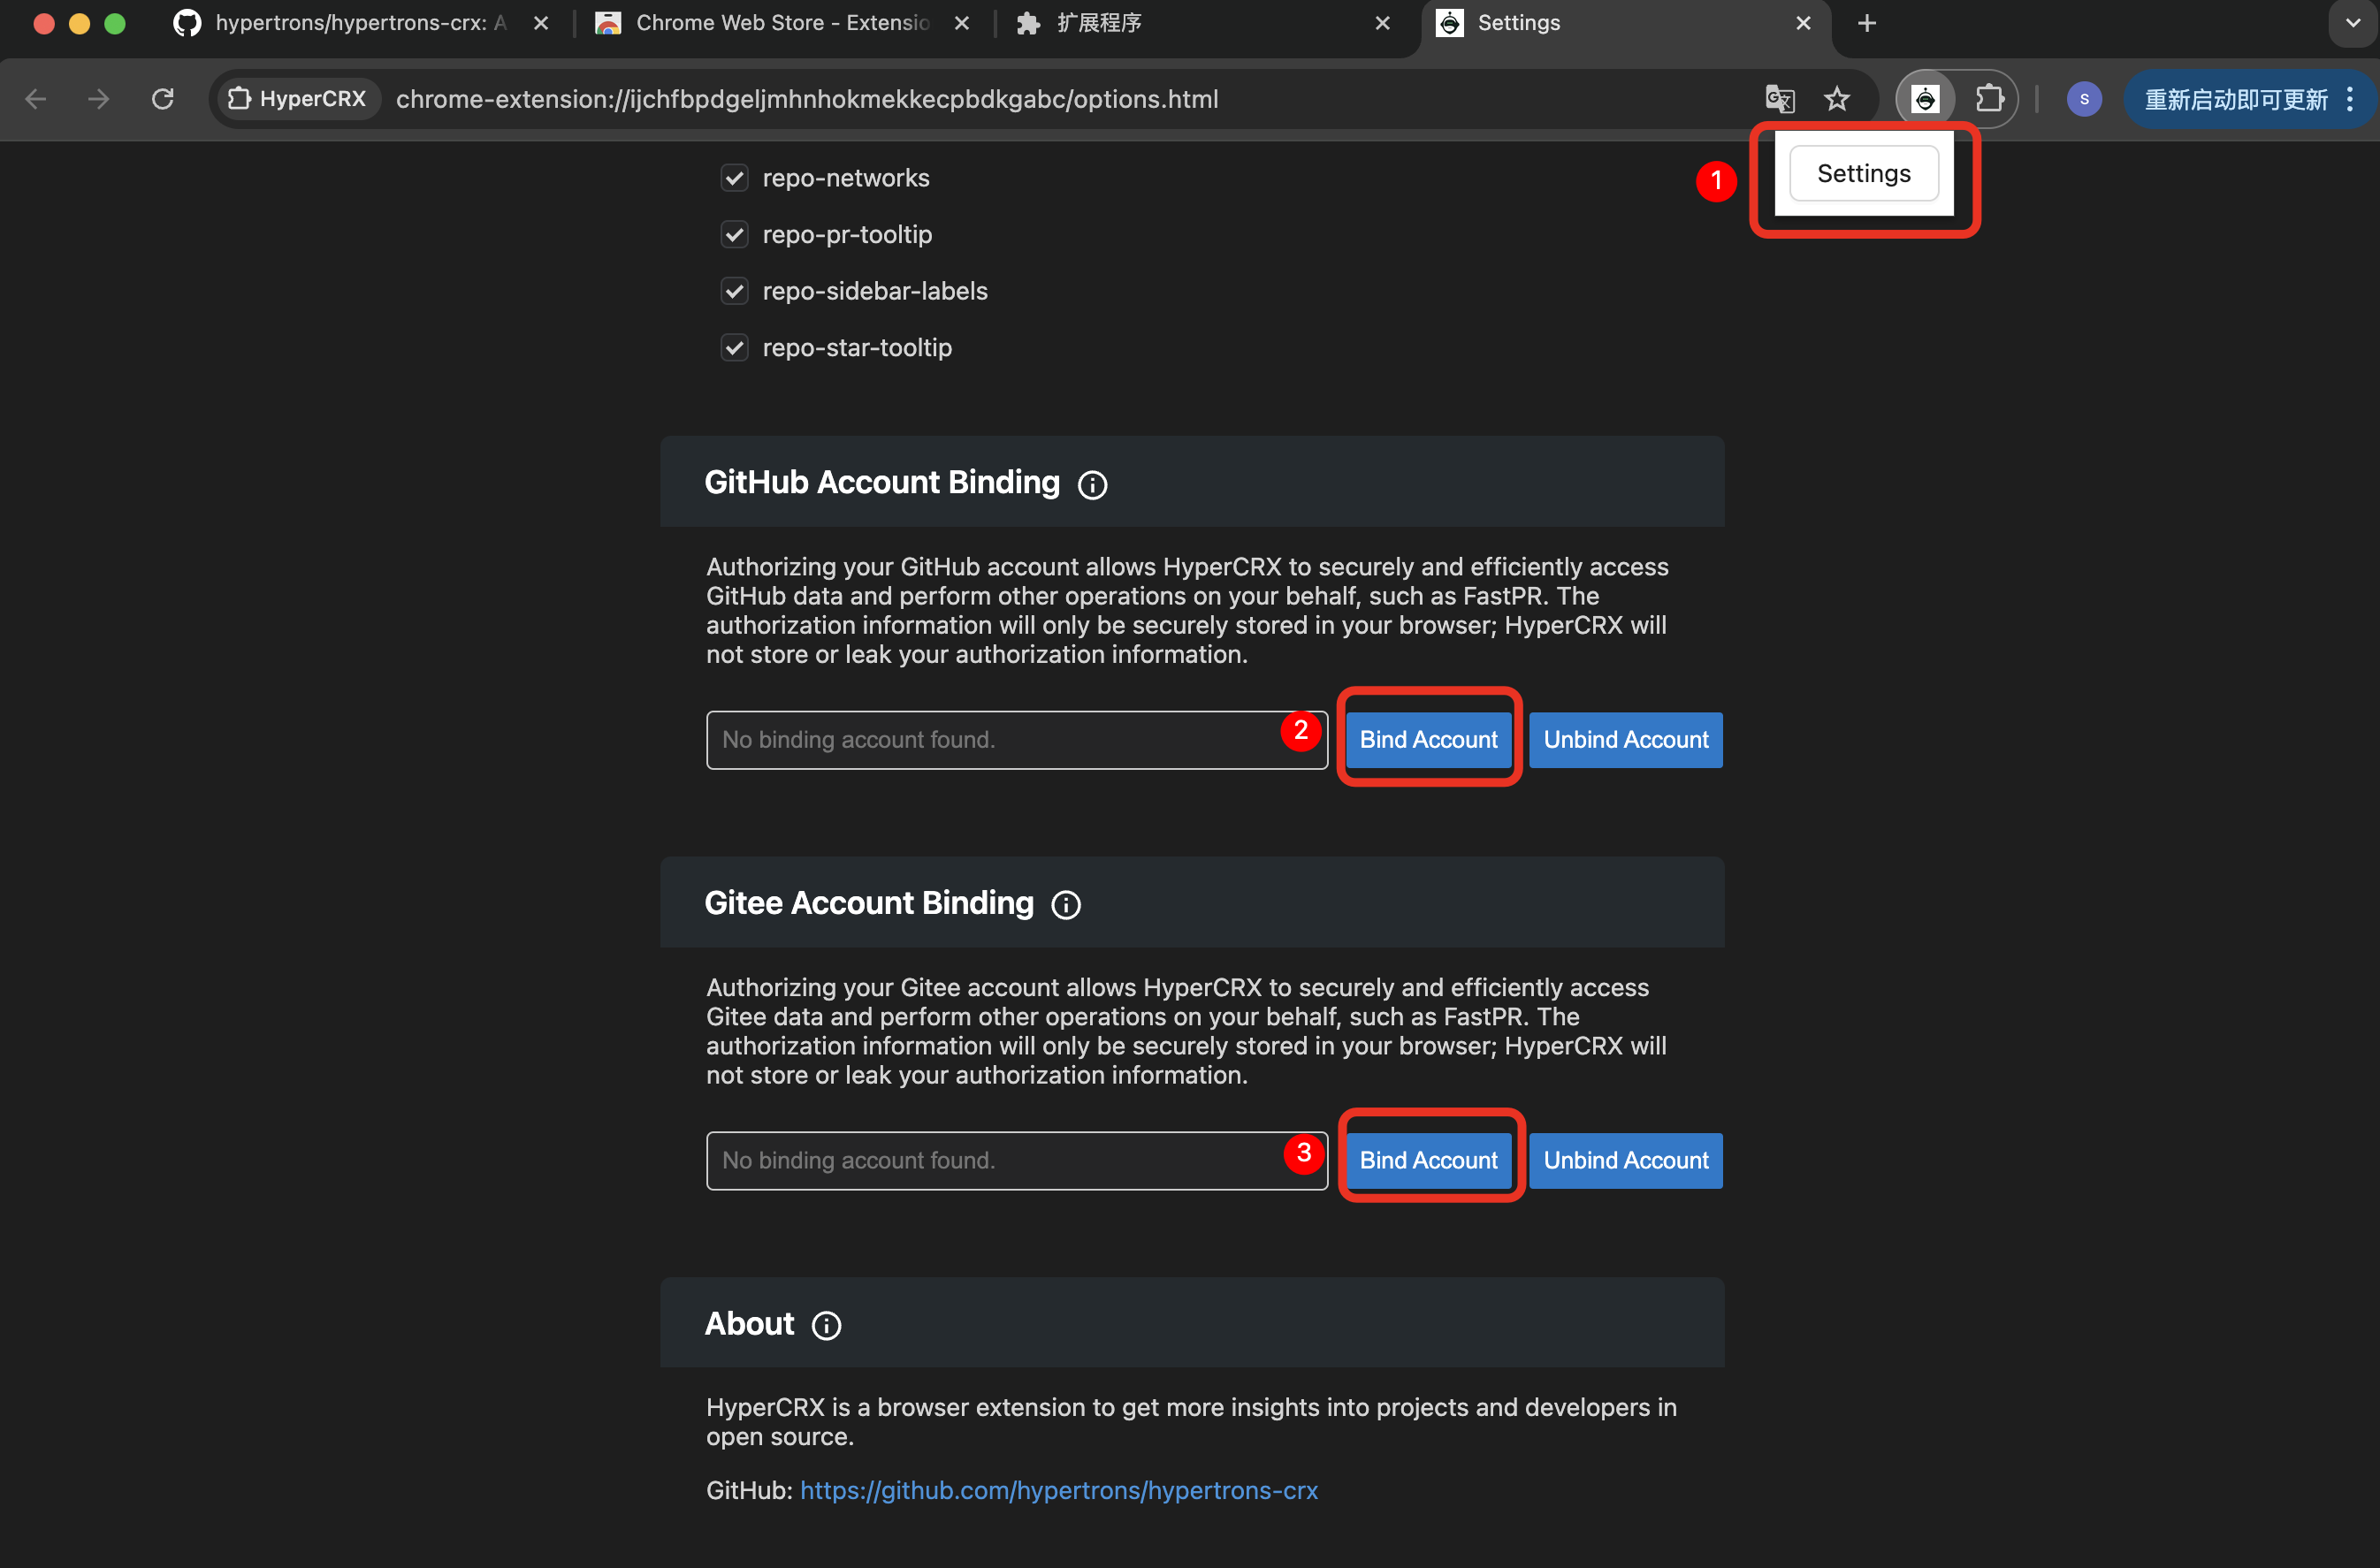 hypertrons/hypertrons-crx: A
Chrome Web Store - Extensio
扩展程序
Settings
HyperCRX
chrome-extension://ijchfbpdgeljmhnhokmekkecpbdkgabc/options.html
S
重新启动即可更新
1
Settings
repo-networks
repo-pr-tooltip
repo-sidebar-labels
repo-star-tooltip
GitHub Account Binding
Authorizing your GitHub account allows HyperCRX to securely and efficiently access
GitHub data and perform other operations on your behalf, such as FastPR. The
authorization information will only be securely stored in your browser; HyperCRX will
not store or leak your authorization information.
No binding account found.
2
Bind Account
Unbind Account
Gitee Account Binding
Authorizing your Gitee account allows HyperCRX to securely and efficiently access
Gitee data and perform other operations on your behalf, such as FastPR. The
authorization information will only be securely stored in your browser; HyperCRX will
not store or leak your authorization information.
No binding account found.
3
Bind Account
Unbind Account
About
HyperCRX is a browser extension to get more insights into projects and developers in
open source.
GitHub: https://github.com/hypertrons/hypertrons-crx